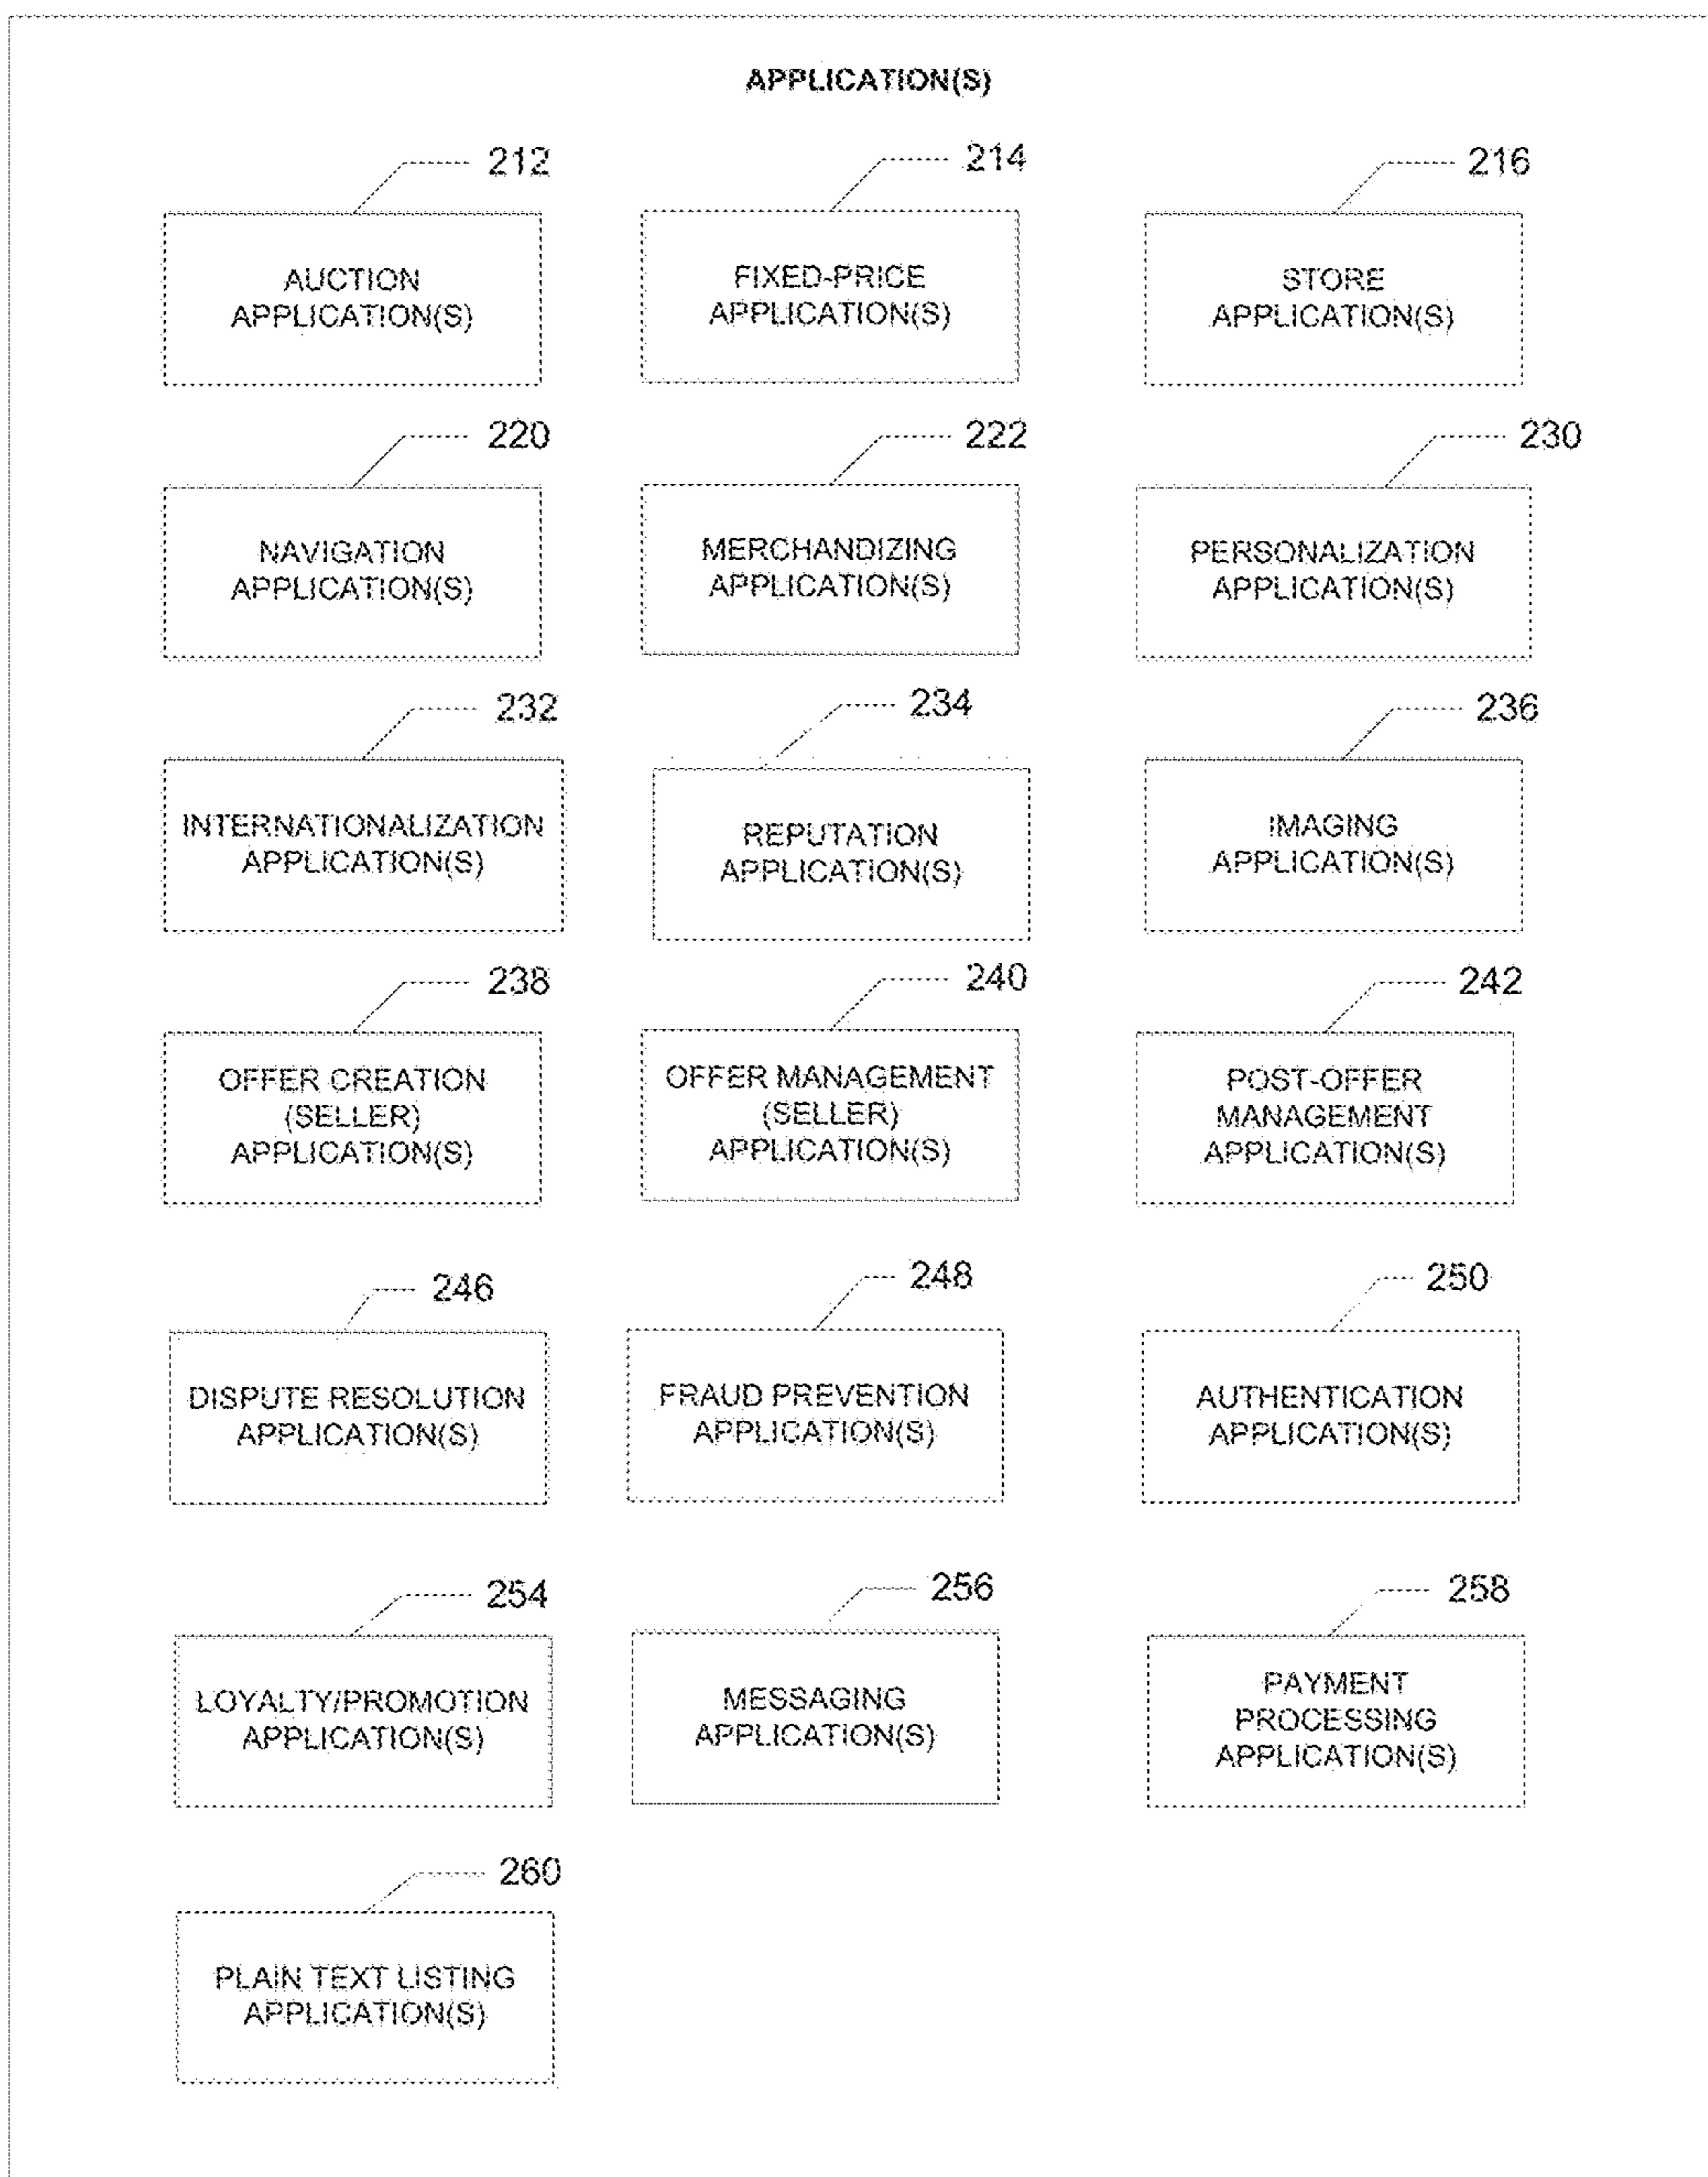 APPLICATION(S)
212
214
216
AUCTION
APPLICATION(S)
FIXED-PRICE
APPLICATION(S)
STORE
APPLICATION(S)
220
222
230
NAVIGATION
APPLICATION(S)
MERCHANDIZING
APPLICATION(S)
PERSONALIZATION
APPLICATION(S)
232
234
236
INTERNATIONALIZATION
APPLICATION(S)
REPUTATION
APPLICATION(S)
IMAGING
APPLICATION(S)
238
240
242
OFFER CREATION
(SELLER)
APPLICATION(S)
OFFER MANAGEMENT
(SELLER)
APPLICATION(S)
POST-OFFER
MANAGEMENT
APPLICATION(S)
246
248
250
DISPUTE RESOLUTION
APPLICATION(S)
FRAUD PREVENTION
APPLICATION(S)
AUTHENTICATION
APPLICATION(S)
254
256
258
LOYALTY/PROMOTION
APPLICATION(S)
MESSAGING
APPLICATION(S)
PAYMENT
PROCESSING
APPLICATION(S)
260
PLAIN TEXT LISTING
APPLICATION(S)